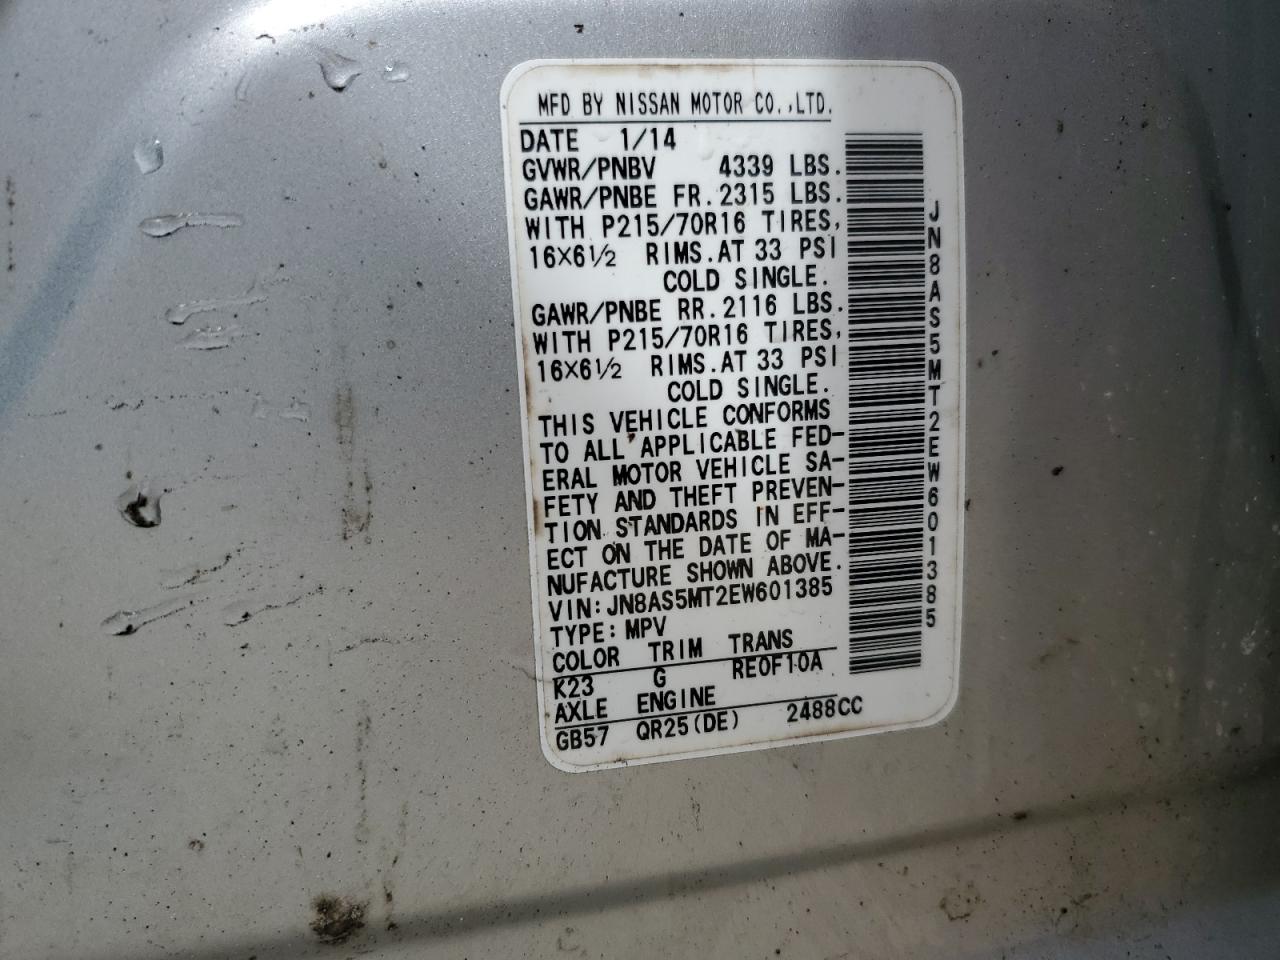 MFD BY NISSAN MOTOR CO.,LTD.
DATE 1/14
GVWR/PNBV 4339 LBS.
GAWR/PNBE FR. 2315 LBS.
WITH P215/70R16 TIRES,
16×6½ RIMS. AT 33 PSI
COLD SINGLE.
GAWR/PNBE RR. 2116 LBS.
WITH P215/70R16 TIRES,
16×6½ RIMS. AT 33 PSI
COLD SINGLE.
THIS VEHICLE CONFORMS
TO ALL APPLICABLE FED-
ERAL MOTOR VEHICLE SA-
FETY AND THEFT PREVEN-
TION STANDARDS IN EFF-
ECT ON THE DATE OF MA-
NUFACTURE SHOWN ABOVE.
VIN: JN8AS5MT2EW601385
TYPE: MPV
COLOR TRIM TRANS
K23 G RE0F10A
AXLE ENGINE
GB57 QR25(DE) 2488CC
JN8AS5MT2EW601385